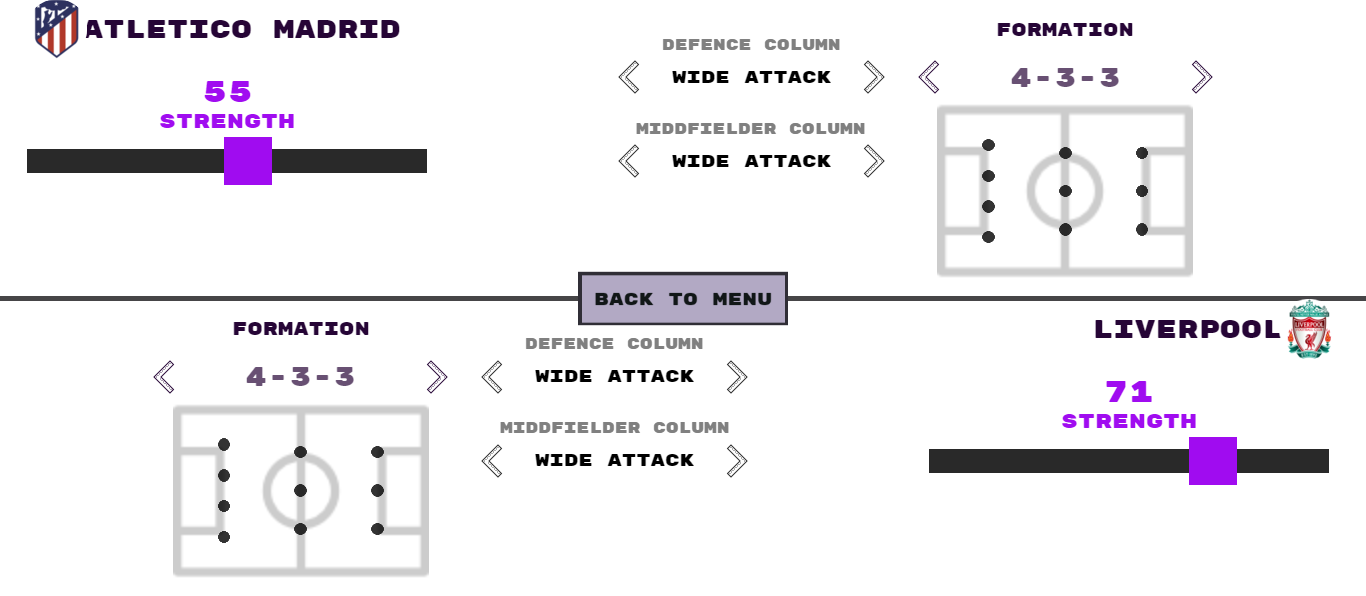 ATLETICO MADRID
55
STRENGTH
DEFENCE COLUMN
WIDE ATTACK
MIDDFIELDER COLUMN
WIDE ATTACK
FORMATION
4-3-3
BACK TO MENU
FORMATION
4-3-3
DEFENCE COLUMN
WIDE ATTACK
MIDDFIELDER COLUMN
WIDE ATTACK
LIVERPOOL
71
STRENGTH